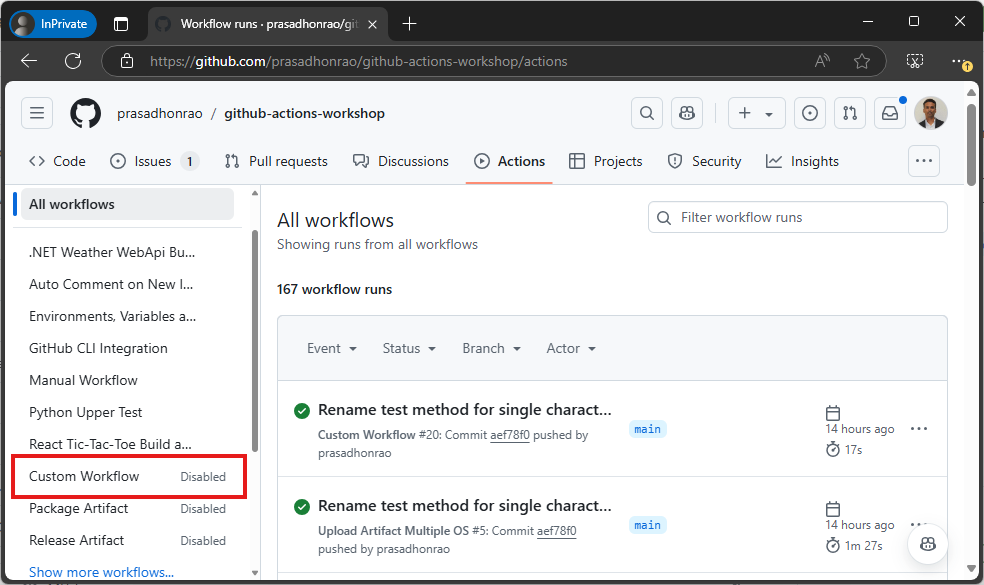 InPrivate
Workflow runs · prasadhonrao/git
https://github.com/prasadhonrao/github-actions-workshop/actions
prasadhonrao / github-actions-workshop
Code Issues 1 Pull requests Discussions Actions Projects Security Insights
All workflows
.NET Weather WebApi Bu...
Auto Comment on New I...
Environments, Variables a...
GitHub CLI Integration
Manual Workflow
Python Upper Test
React Tic-Tac-Toe Build a...
Custom Workflow Disabled
Package Artifact Disabled
Release Artifact Disabled
Show more workflows...
All workflows
Showing runs from all workflows
Filter workflow runs
167 workflow runs
Event Status Branch Actor
Rename test method for single charact...
Custom Workflow #20: Commit aef78f0 pushed by
prasadhonrao
main
14 hours ago
17s
Rename test method for single charact...
Upload Artifact Multiple OS #5: Commit aef78f0
pushed by prasadhonrao
main
14 hours ago
1m 27s